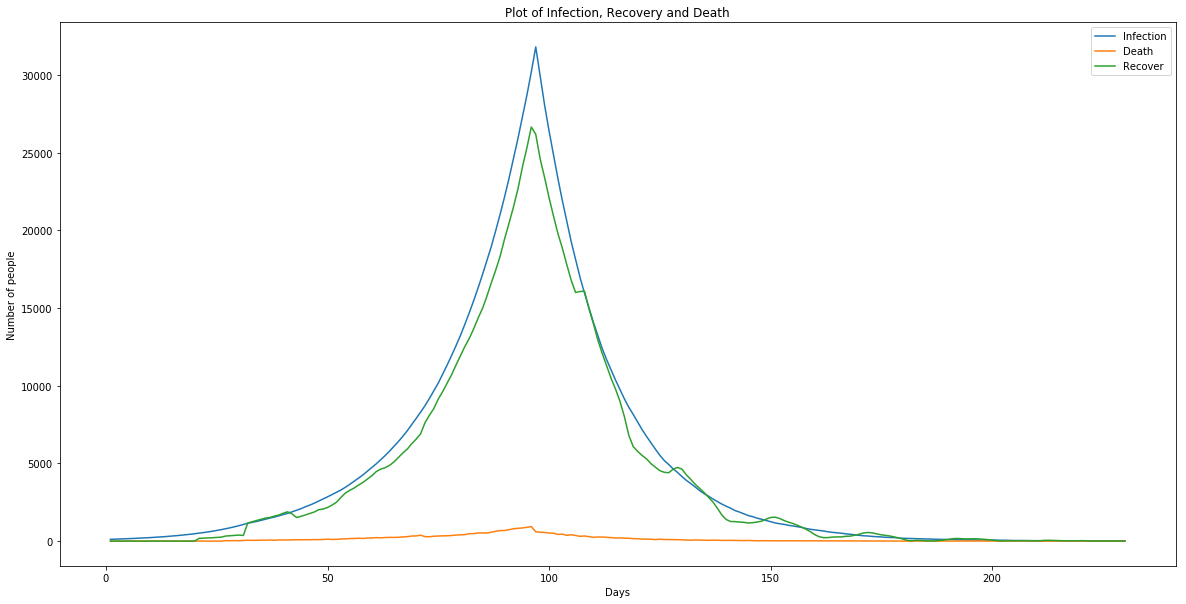 Plot of Infection, Recovery and Death
Infection
Death
Recover
30000
25000
20000
15000
10000
5000
0
Number of people
0 50 100 150 200
Days